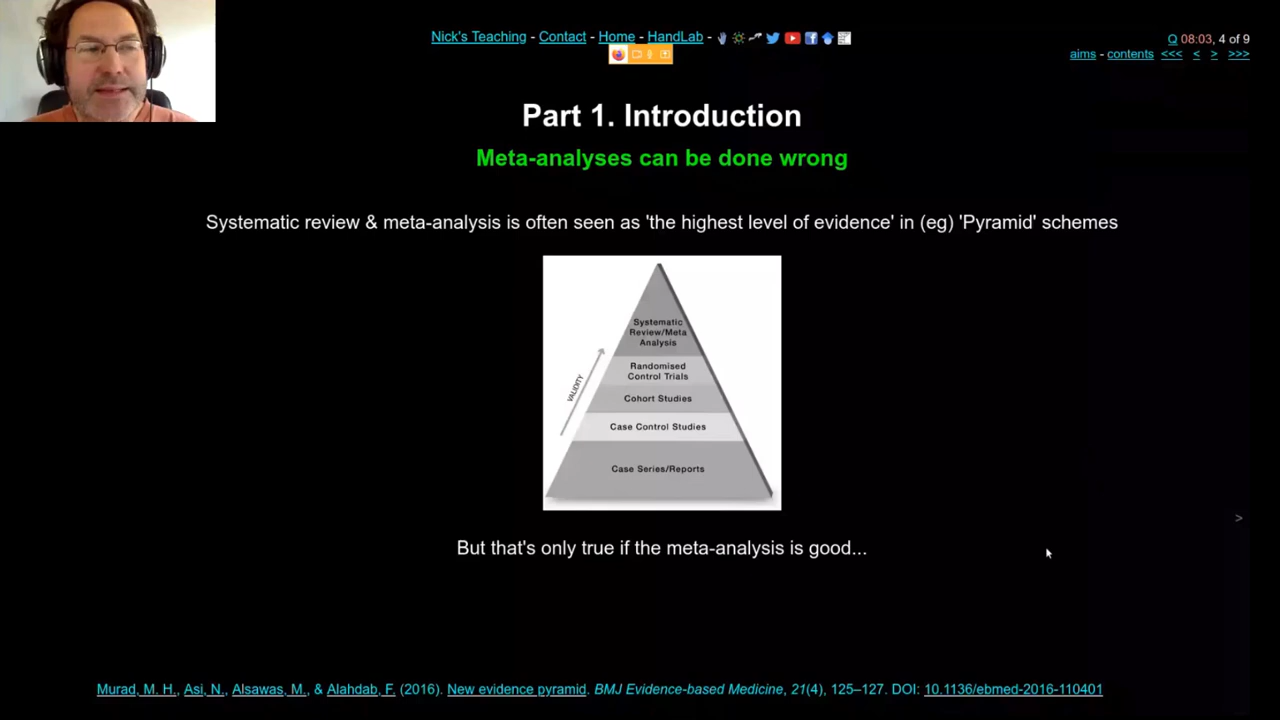 Nick's Teaching - Contact - Home - HandLab -
Q 08:03, 4 of 9
aims - contents <<< < > >>>
Part 1. Introduction
Meta-analyses can be done wrong
Systematic review & meta-analysis is often seen as 'the highest level of evidence' in (eg) 'Pyramid' schemes
Systematic
Review/Meta
Analysis
Randomised
Control Trials
VALIDITY
Cohort Studies
Case Control Studies
Case Series/Reports
>
But that's only true if the meta-analysis is good...
Murad, M. H., Asi, N., Alsawas, M., & Alahdab, F. (2016). New evidence pyramid. BMJ Evidence-based Medicine, 21(4), 125–127. DOI: 10.1136/ebmed-2016-110401